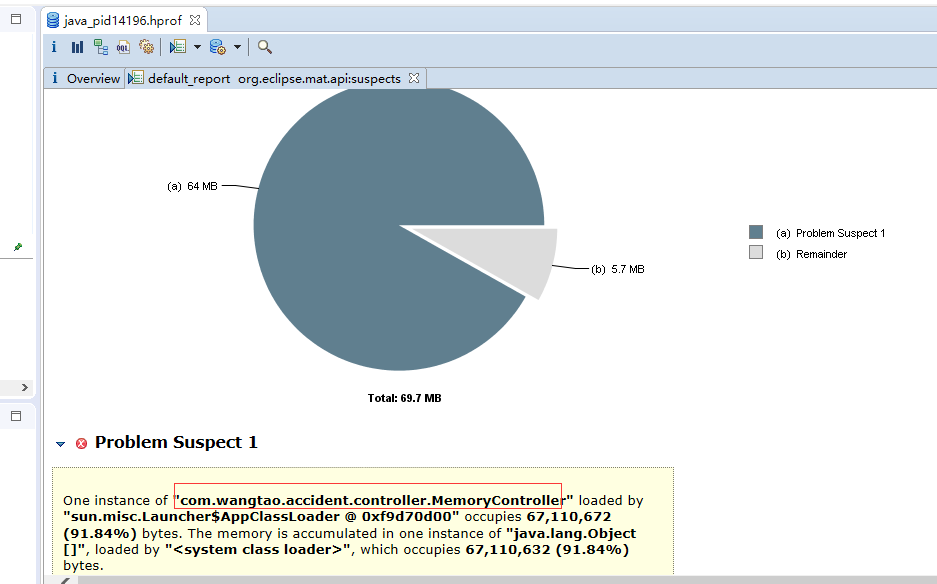 java_pid14196.hprof
i OQL
i Overview default_report org.eclipse.mat.api:suspects
(a) 64 MB
(a) Problem Suspect 1
(b) Remainder
(b) 5.7 MB
Total: 69.7 MB
Problem Suspect 1
One instance of "com.wangtao.accident.controller.MemoryController" loaded by
"sun.misc.Launcher$AppClassLoader @ 0xf9d70d00" occupies 67,110,672
(91.84%) bytes. The memory is accumulated in one instance of "java.lang.Object
[]", loaded by "<system class loader>", which occupies 67,110,632 (91.84%)
bytes.